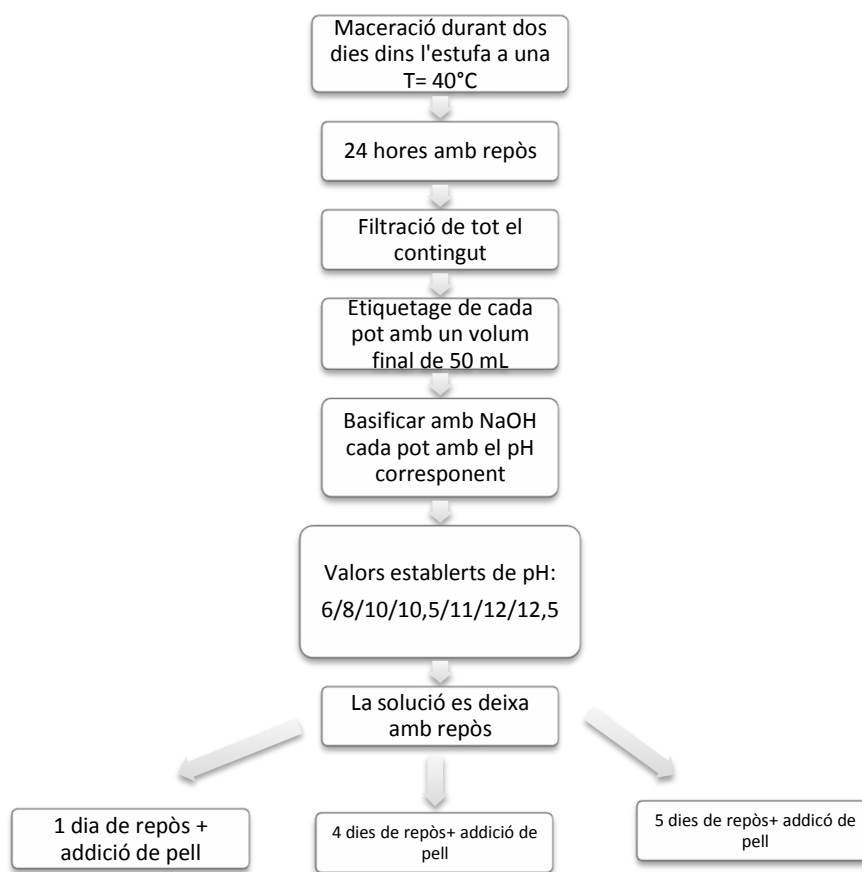 Maceració durant dos
dies dins l'estufa a una
T= 40°C
24 hores amb repòs
Filtració de tot el
contingut
Etiquetage de cada
pot amb un volum
final de 50 mL
Basificar amb NaOH
cada pot amb el pH
corresponent
Valors establerts de pH:
6/8/10/10,5/11/12/12,5
La solució es deixa
amb repòs
1 dia de repòs +
addició de pell
4 dies de repòs+ addició de
pell
5 dies de repòs+ addicó de
pell